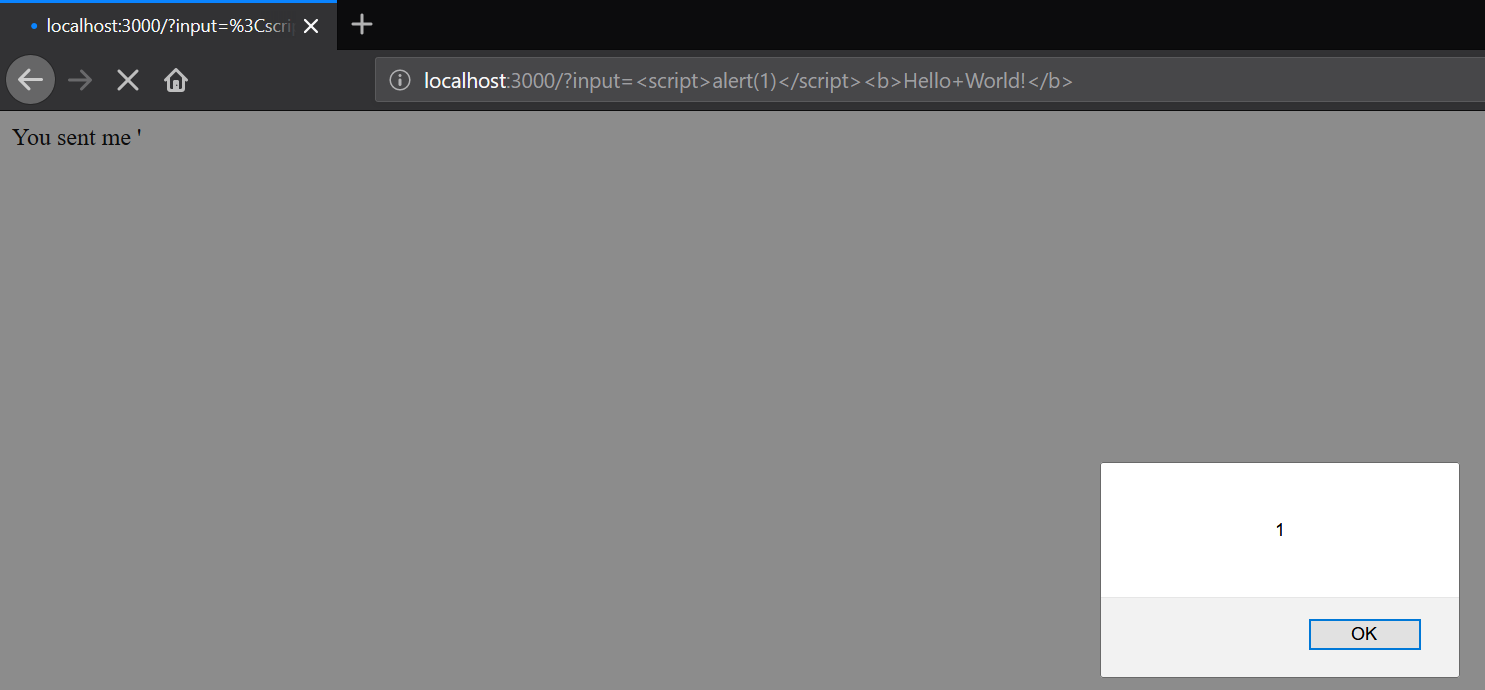 localhost:3000/?input=%3Cscri
localhost:3000/?input=<script>alert(1)</script><b>Hello+World!</b>
You sent me '
1
OK